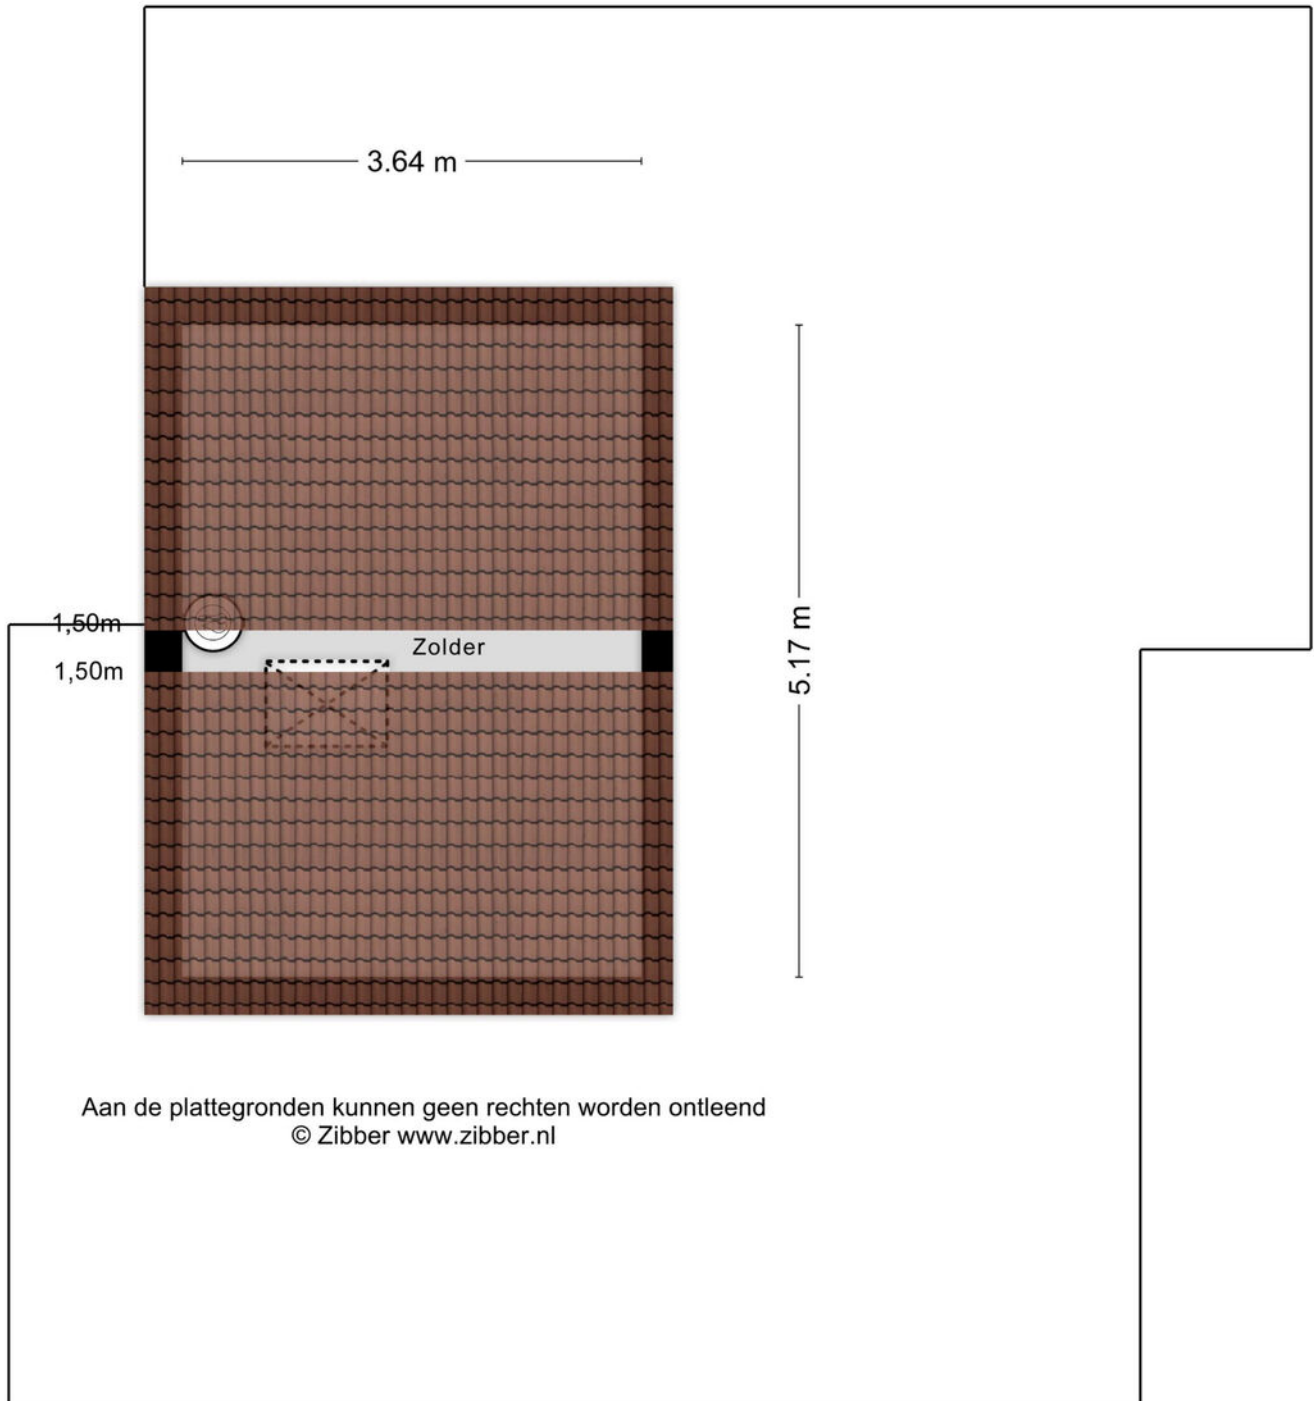 3.64 m
1,50m
Zolder
1,50m
5.17 m
Aan de plattegronden kunnen geen rechten worden ontleend
© Zibber www.zibber.nl